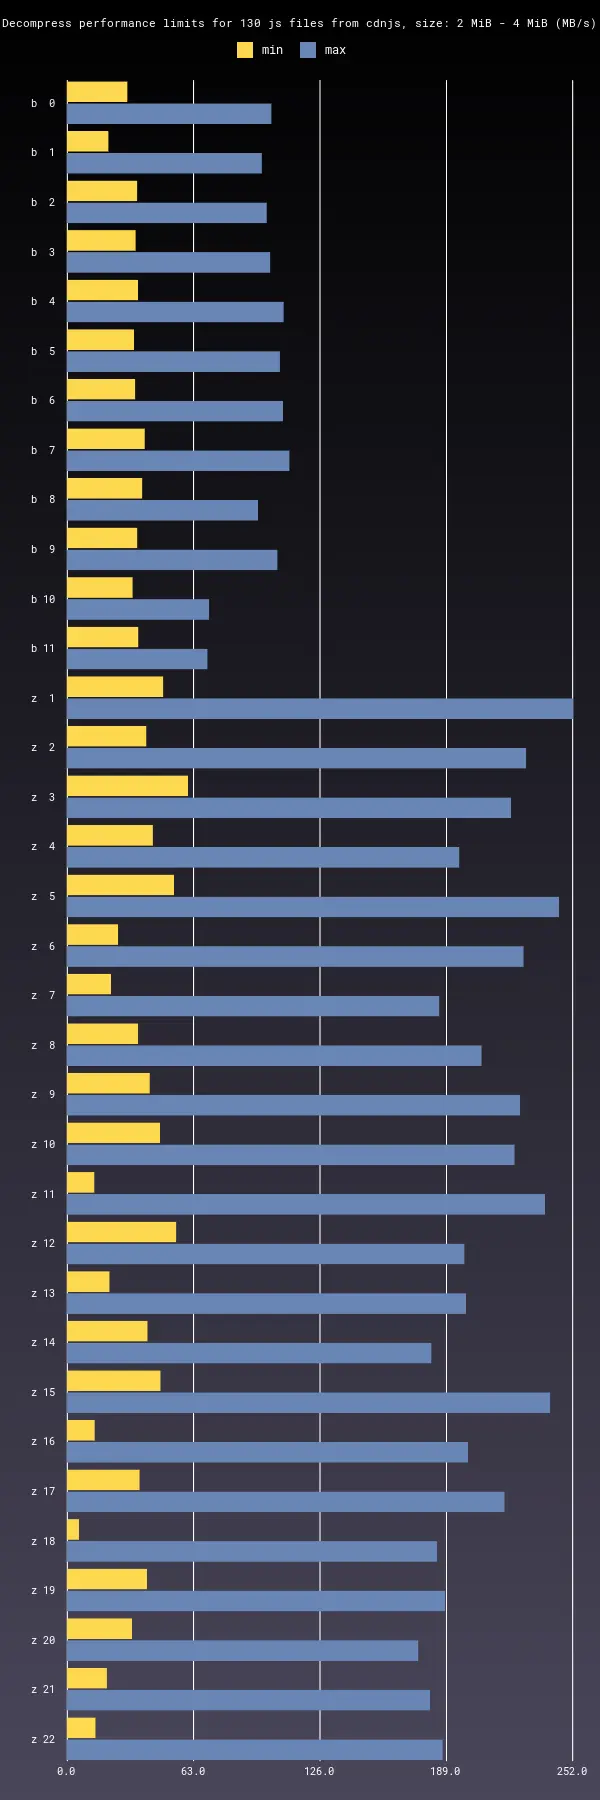 Decompress performance limits for 130 js files from cdnjs, size: 2 MiB - 4 MiB (MB/s)
min max
b 0
b 1
b 2
b 3
b 4
b 5
b 6
b 7
b 8
b 9
b 10
b 11
z 1
z 2
z 3
z 4
z 5
z 6
z 7
z 8
z 9
z 10
z 11
z 12
z 13
z 14
z 15
z 16
z 17
z 18
z 19
z 20
z 21
z 22
0.0 63.0 126.0 189.0 252.0